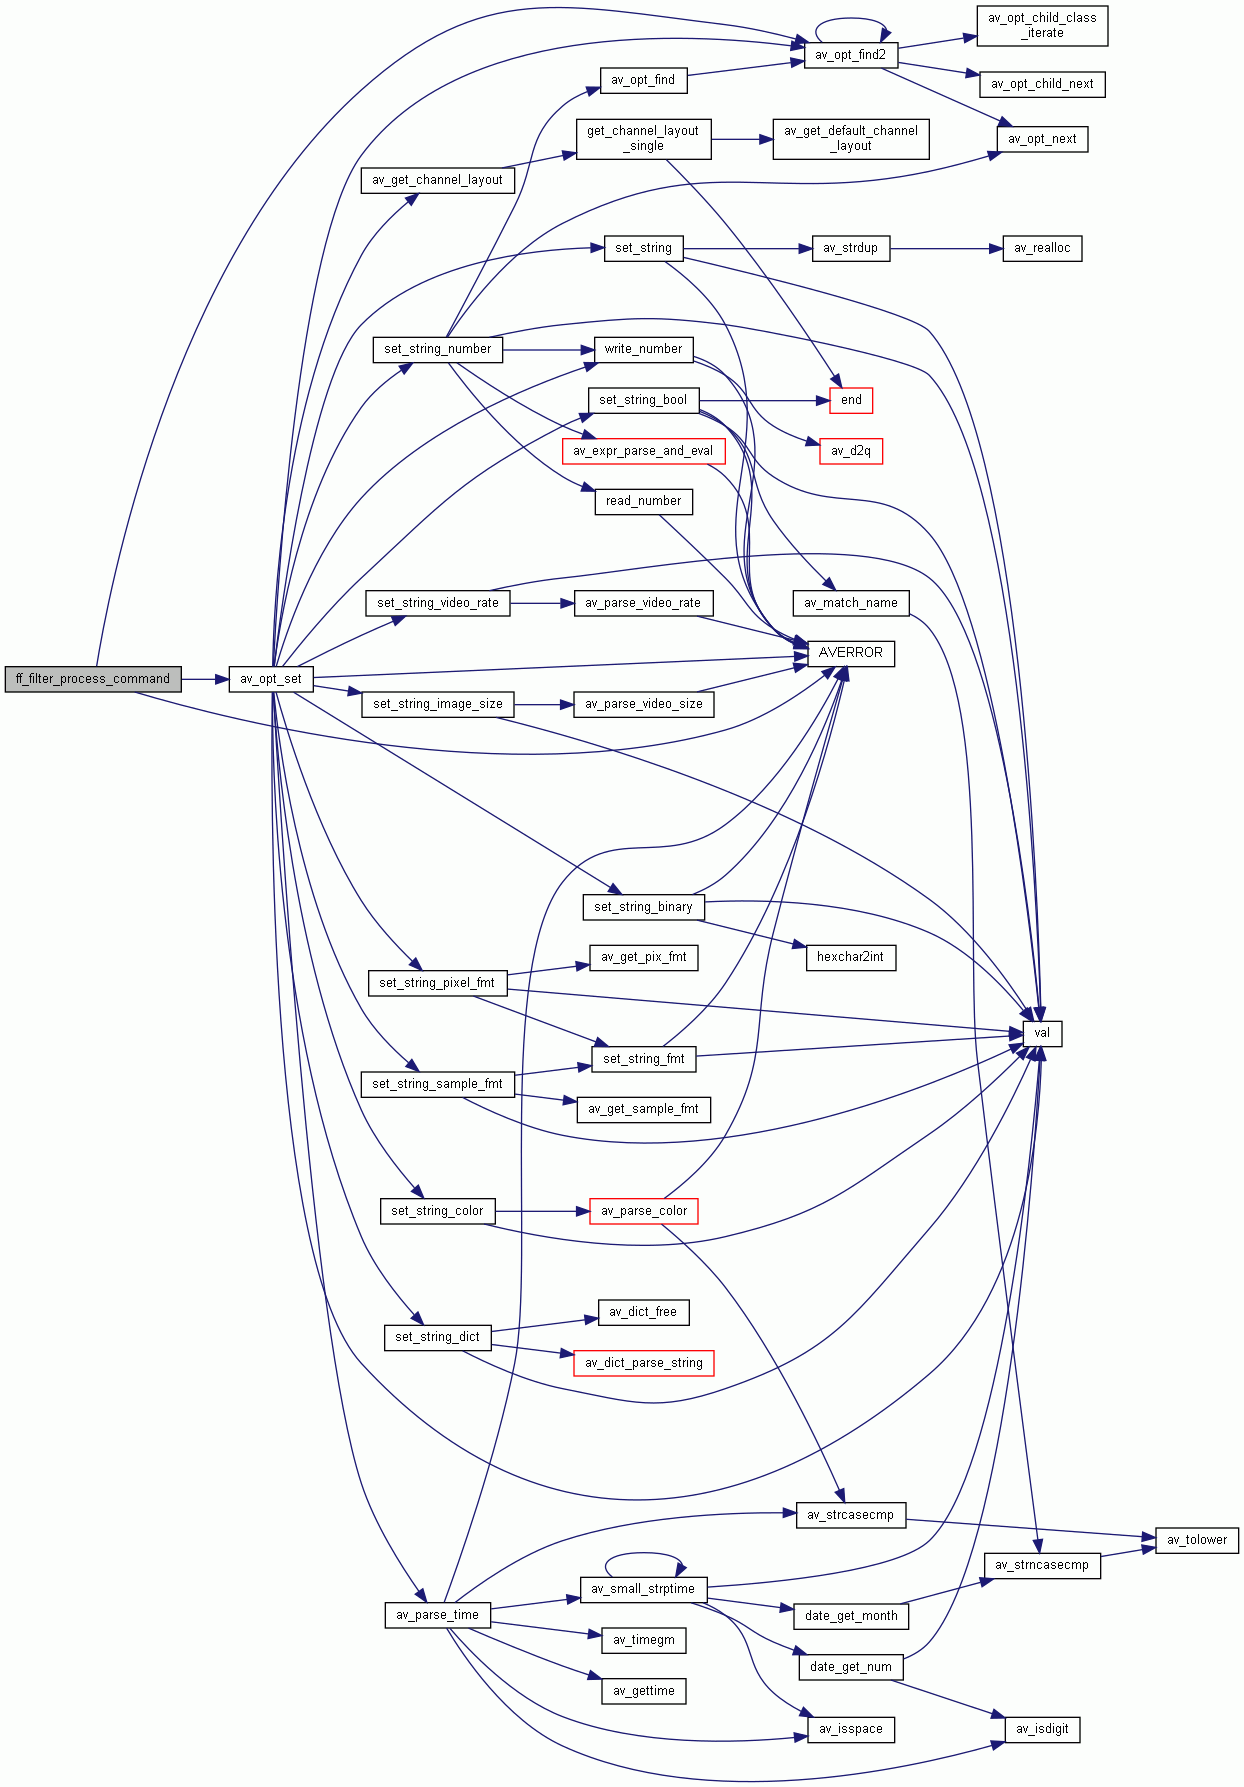 av_opt_child_class
_iterate
av_opt_find2
av_opt_find
av_opt_child_next
get_channel_layout
_single
av_get_default_channel
_layout
av_opt_next
av_get_channel_layout
set_string
av_strdup
av_realloc
set_string_number
write_number
set_string_bool
end
av_expr_parse_and_eval
av_d2q
read_number
set_string_video_rate
av_parse_video_rate
av_match_name
AVERROR
ff_filter_process_command
av_opt_set
set_string_image_size
av_parse_video_size
set_string_binary
av_get_pix_fmt
hexchar2int
set_string_pixel_fmt
val
set_string_fmt
set_string_sample_fmt
av_get_sample_fmt
set_string_color
av_parse_color
av_dict_free
set_string_dict
av_dict_parse_string
av_strcasecmp
av_tolower
av_strncasecmp
av_small_strptime
av_parse_time
date_get_month
av_timegm
date_get_num
av_gettime
av_isspace
av_isdigit